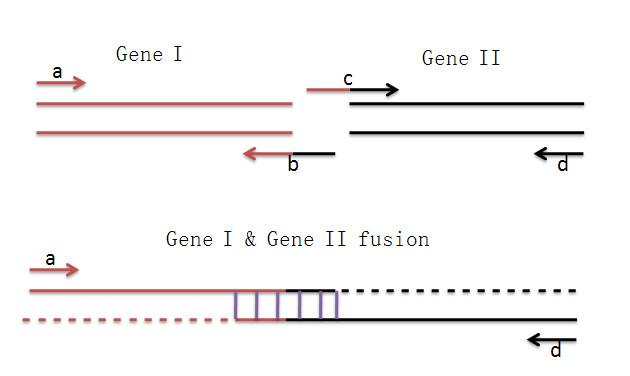 Gene I
Gene II
a
c
b
d
Gene I & Gene II fusion
a
d